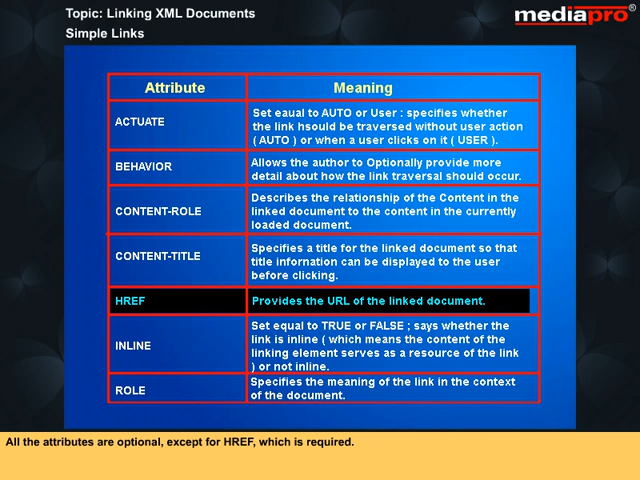 Topic: Linking XML Documents
mediapro®
Simple Links
Attribute Meaning
ACTUATE
Set eaual to AUTO or User : specifies whether
the link hsould be traversed without user action
( AUTO ) or when a user clicks on it ( USER ).
BEHAVIOR
Allows the author to Optionally provide more
detail about how the link traversal should occur.
CONTENT-ROLE
Describes the relationship of the Content in the
linked document to the content in the currently
loaded document.
CONTENT-TITLE
Specifies a title for the linked document so that
title infornation can be displayed to the user
before clicking.
HREF Provides the URL of the linked document.
INLINE
Set equal to TRUE or FALSE ; says whether the
link is inline ( which means the content of the
linking element serves as a resource of the link
) or not inline.
ROLE
Specifies the meaning of the link in the context
of the document.
All the attributes are optional, except for HREF, which is required.